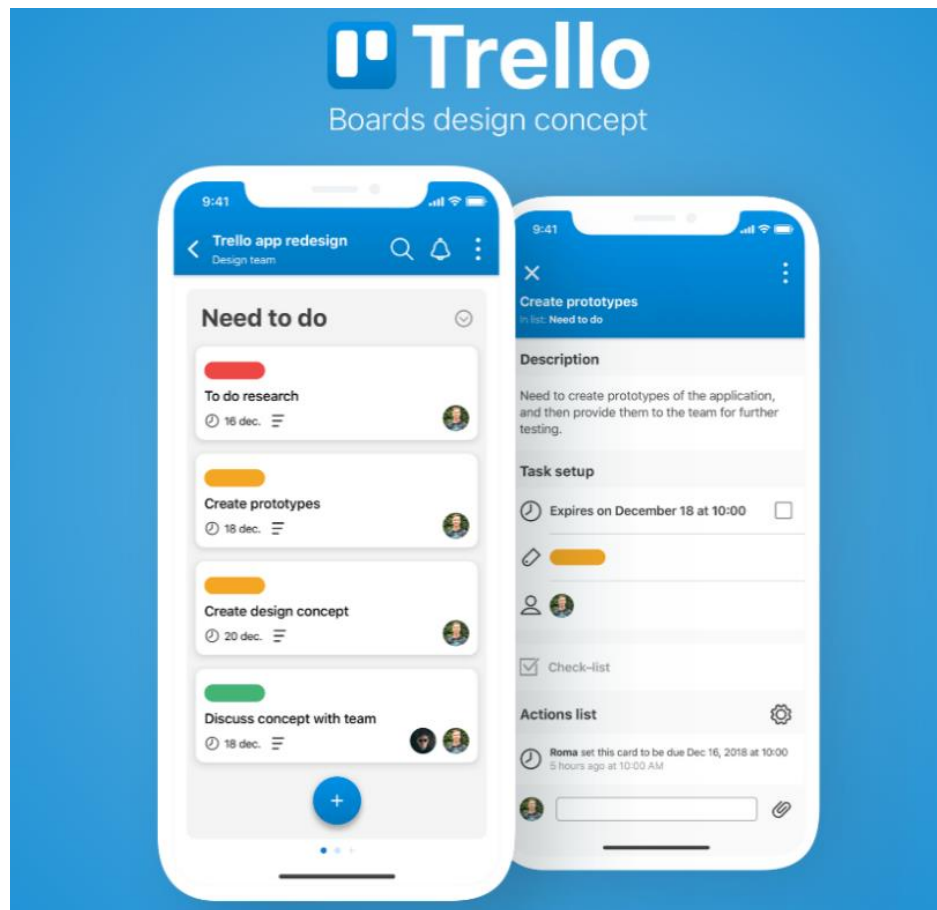 Trello
Boards design concept
9:41
Trello app redesign
Design team
Need to do
To do research
16 dec.
Create prototypes
18 dec.
Create design concept
20 dec.
Discuss concept with team
18 dec.
9:41
Create prototypes
In list: Need to do
Description
Need to create prototypes of the application,
and then provide them to the team for further
testing.
Task setup
Expires on December 18 at 10:00
Check-list
Actions list
Roma set this card to be due Dec 16, 2018 at 10:00
5 hours ago at 10:00 AM